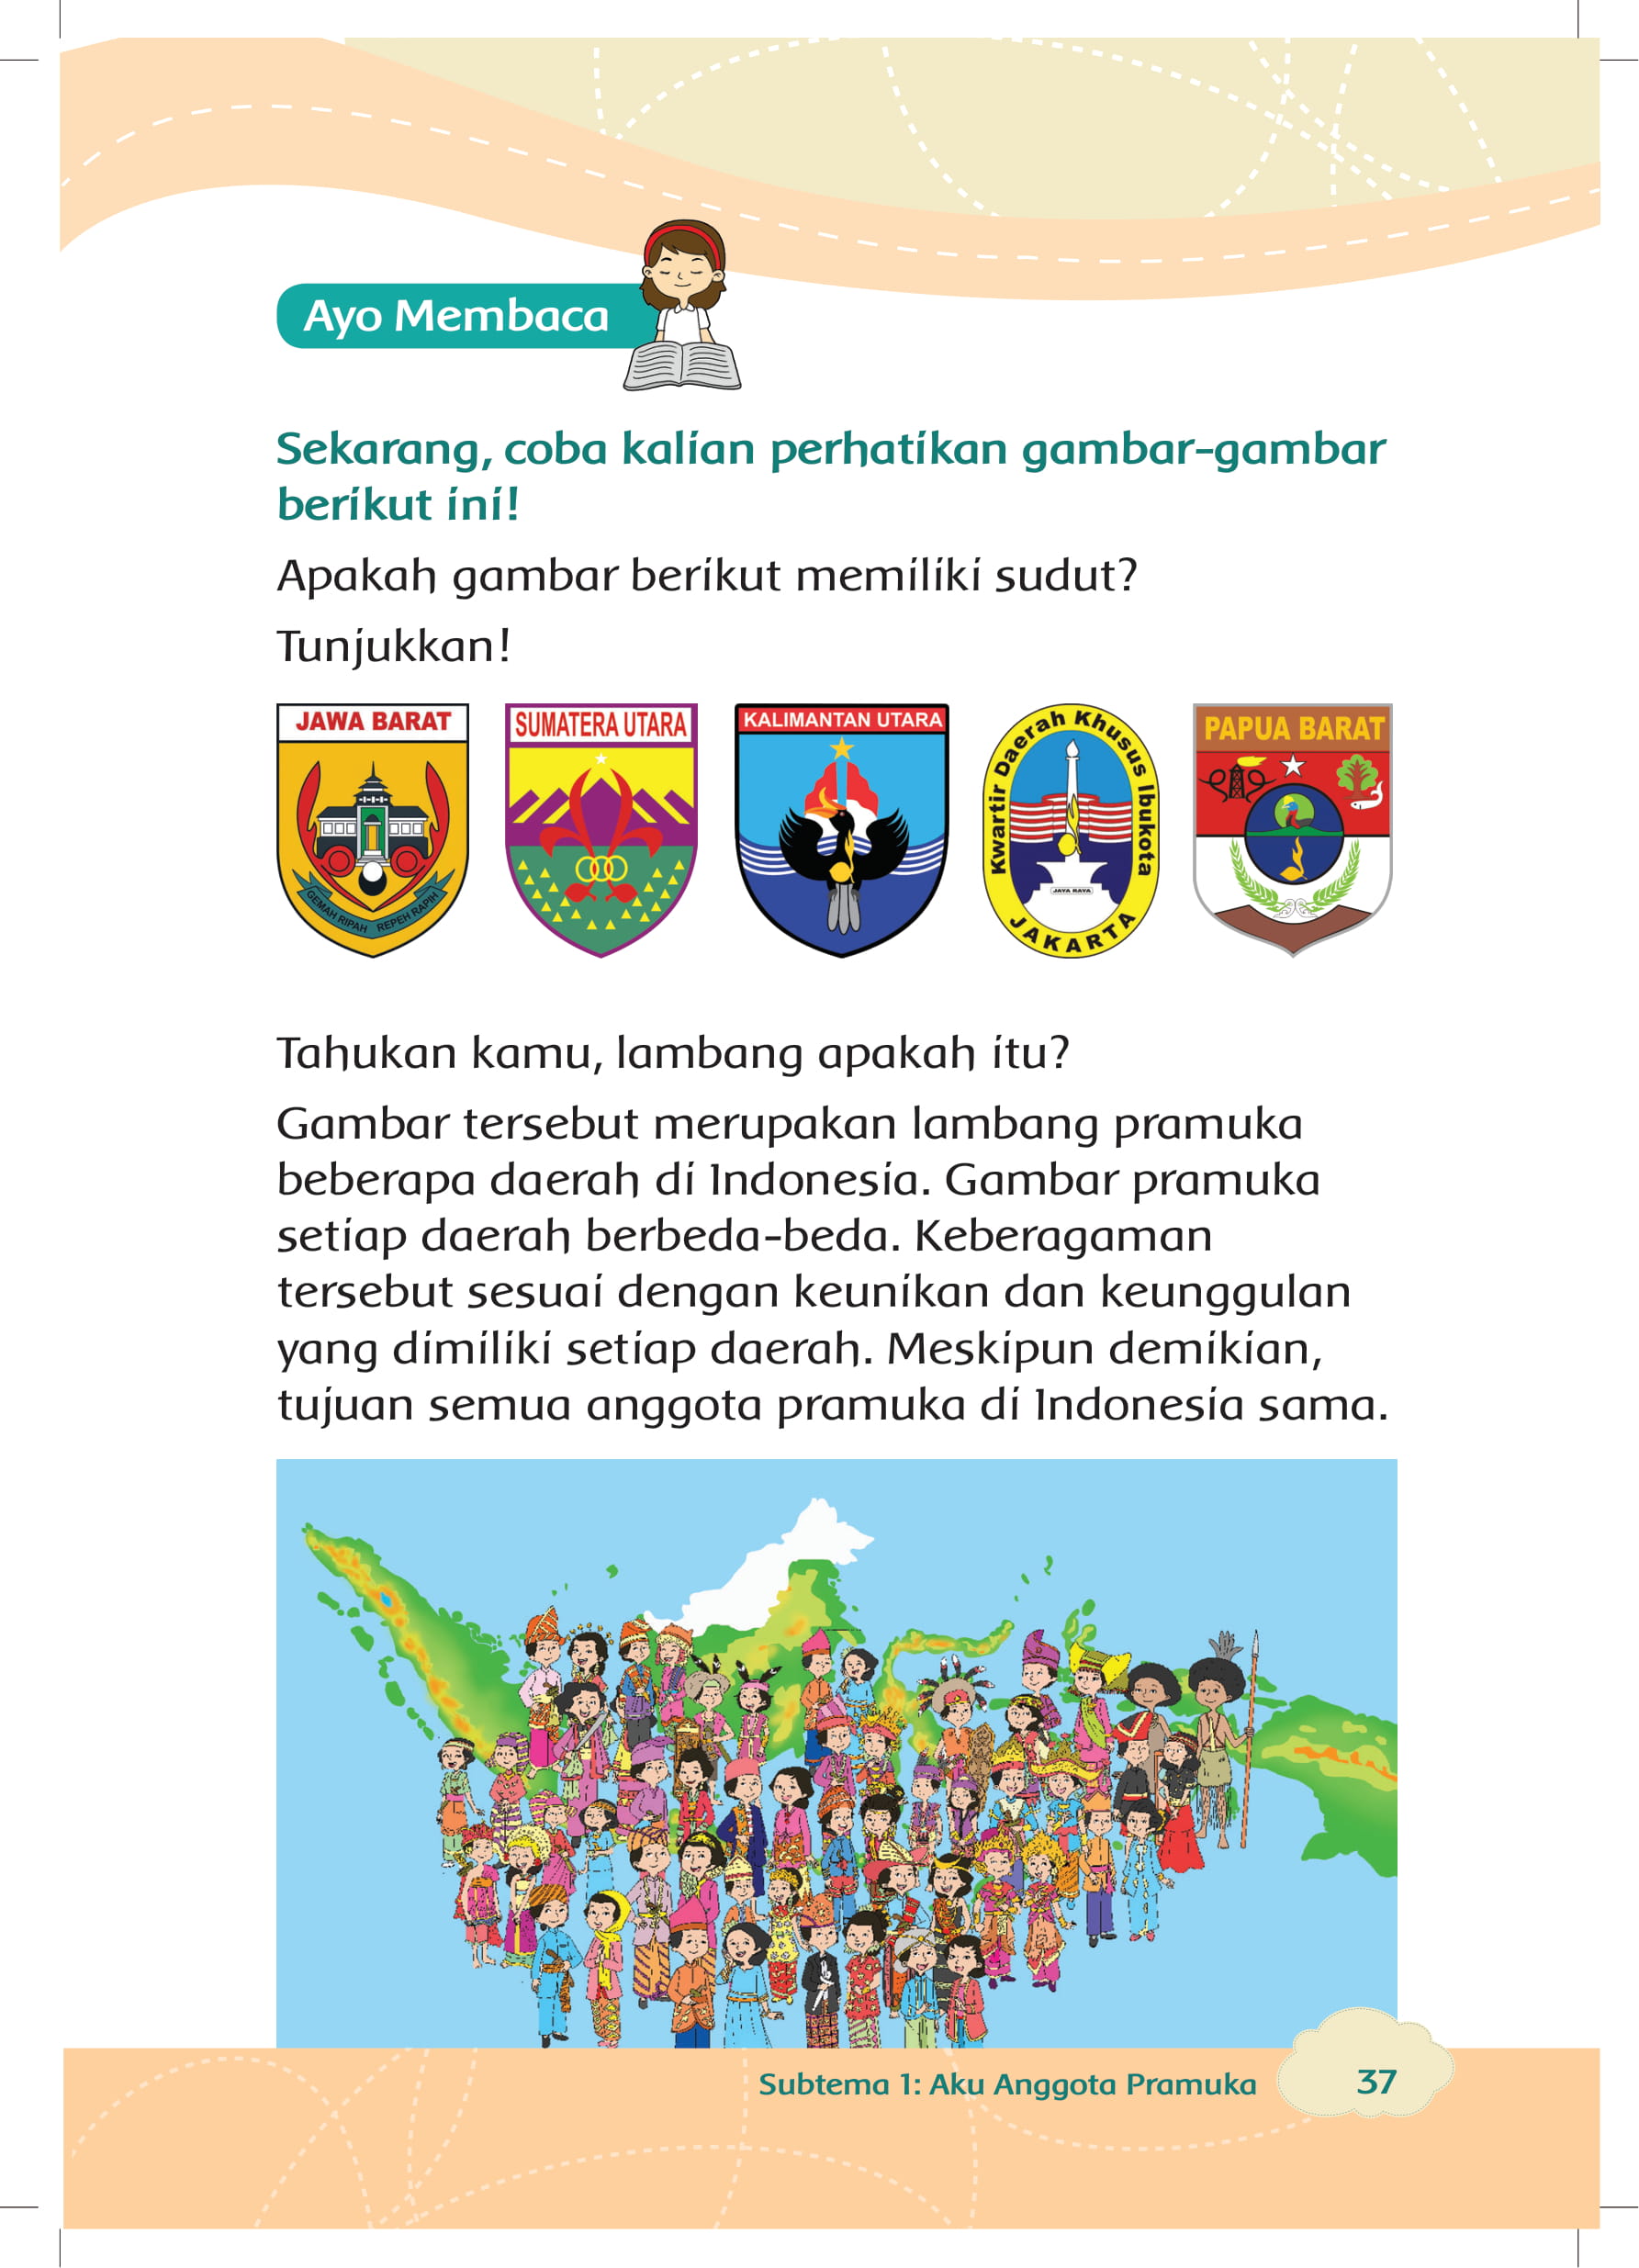 Ayo Membaca
Sekarang, coba kalian perhatikan gambar-gambar
berikut ini!
Apakah gambar berikut memiliki sudut?
Tunjukkan!
JAWA BARAT
GEMAH RIPAH REPEH RAPIH
SUMATERA UTARA
KALIMANTAN UTARA
Kwartir Daerah Khusus Ibukota
JAYA RAYA
JAKARTA
PAPUA BARAT
Tahukan kamu, lambang apakah itu?
Gambar tersebut merupakan lambang pramuka
beberapa daerah di Indonesia. Gambar pramuka
setiap daerah berbeda-beda. Keberagaman
tersebut sesuai dengan keunikan dan keunggulan
yang dimiliki setiap daerah. Meskipun demikian,
tujuan semua anggota pramuka di Indonesia sama.
Subtema 1: Aku Anggota Pramuka
37